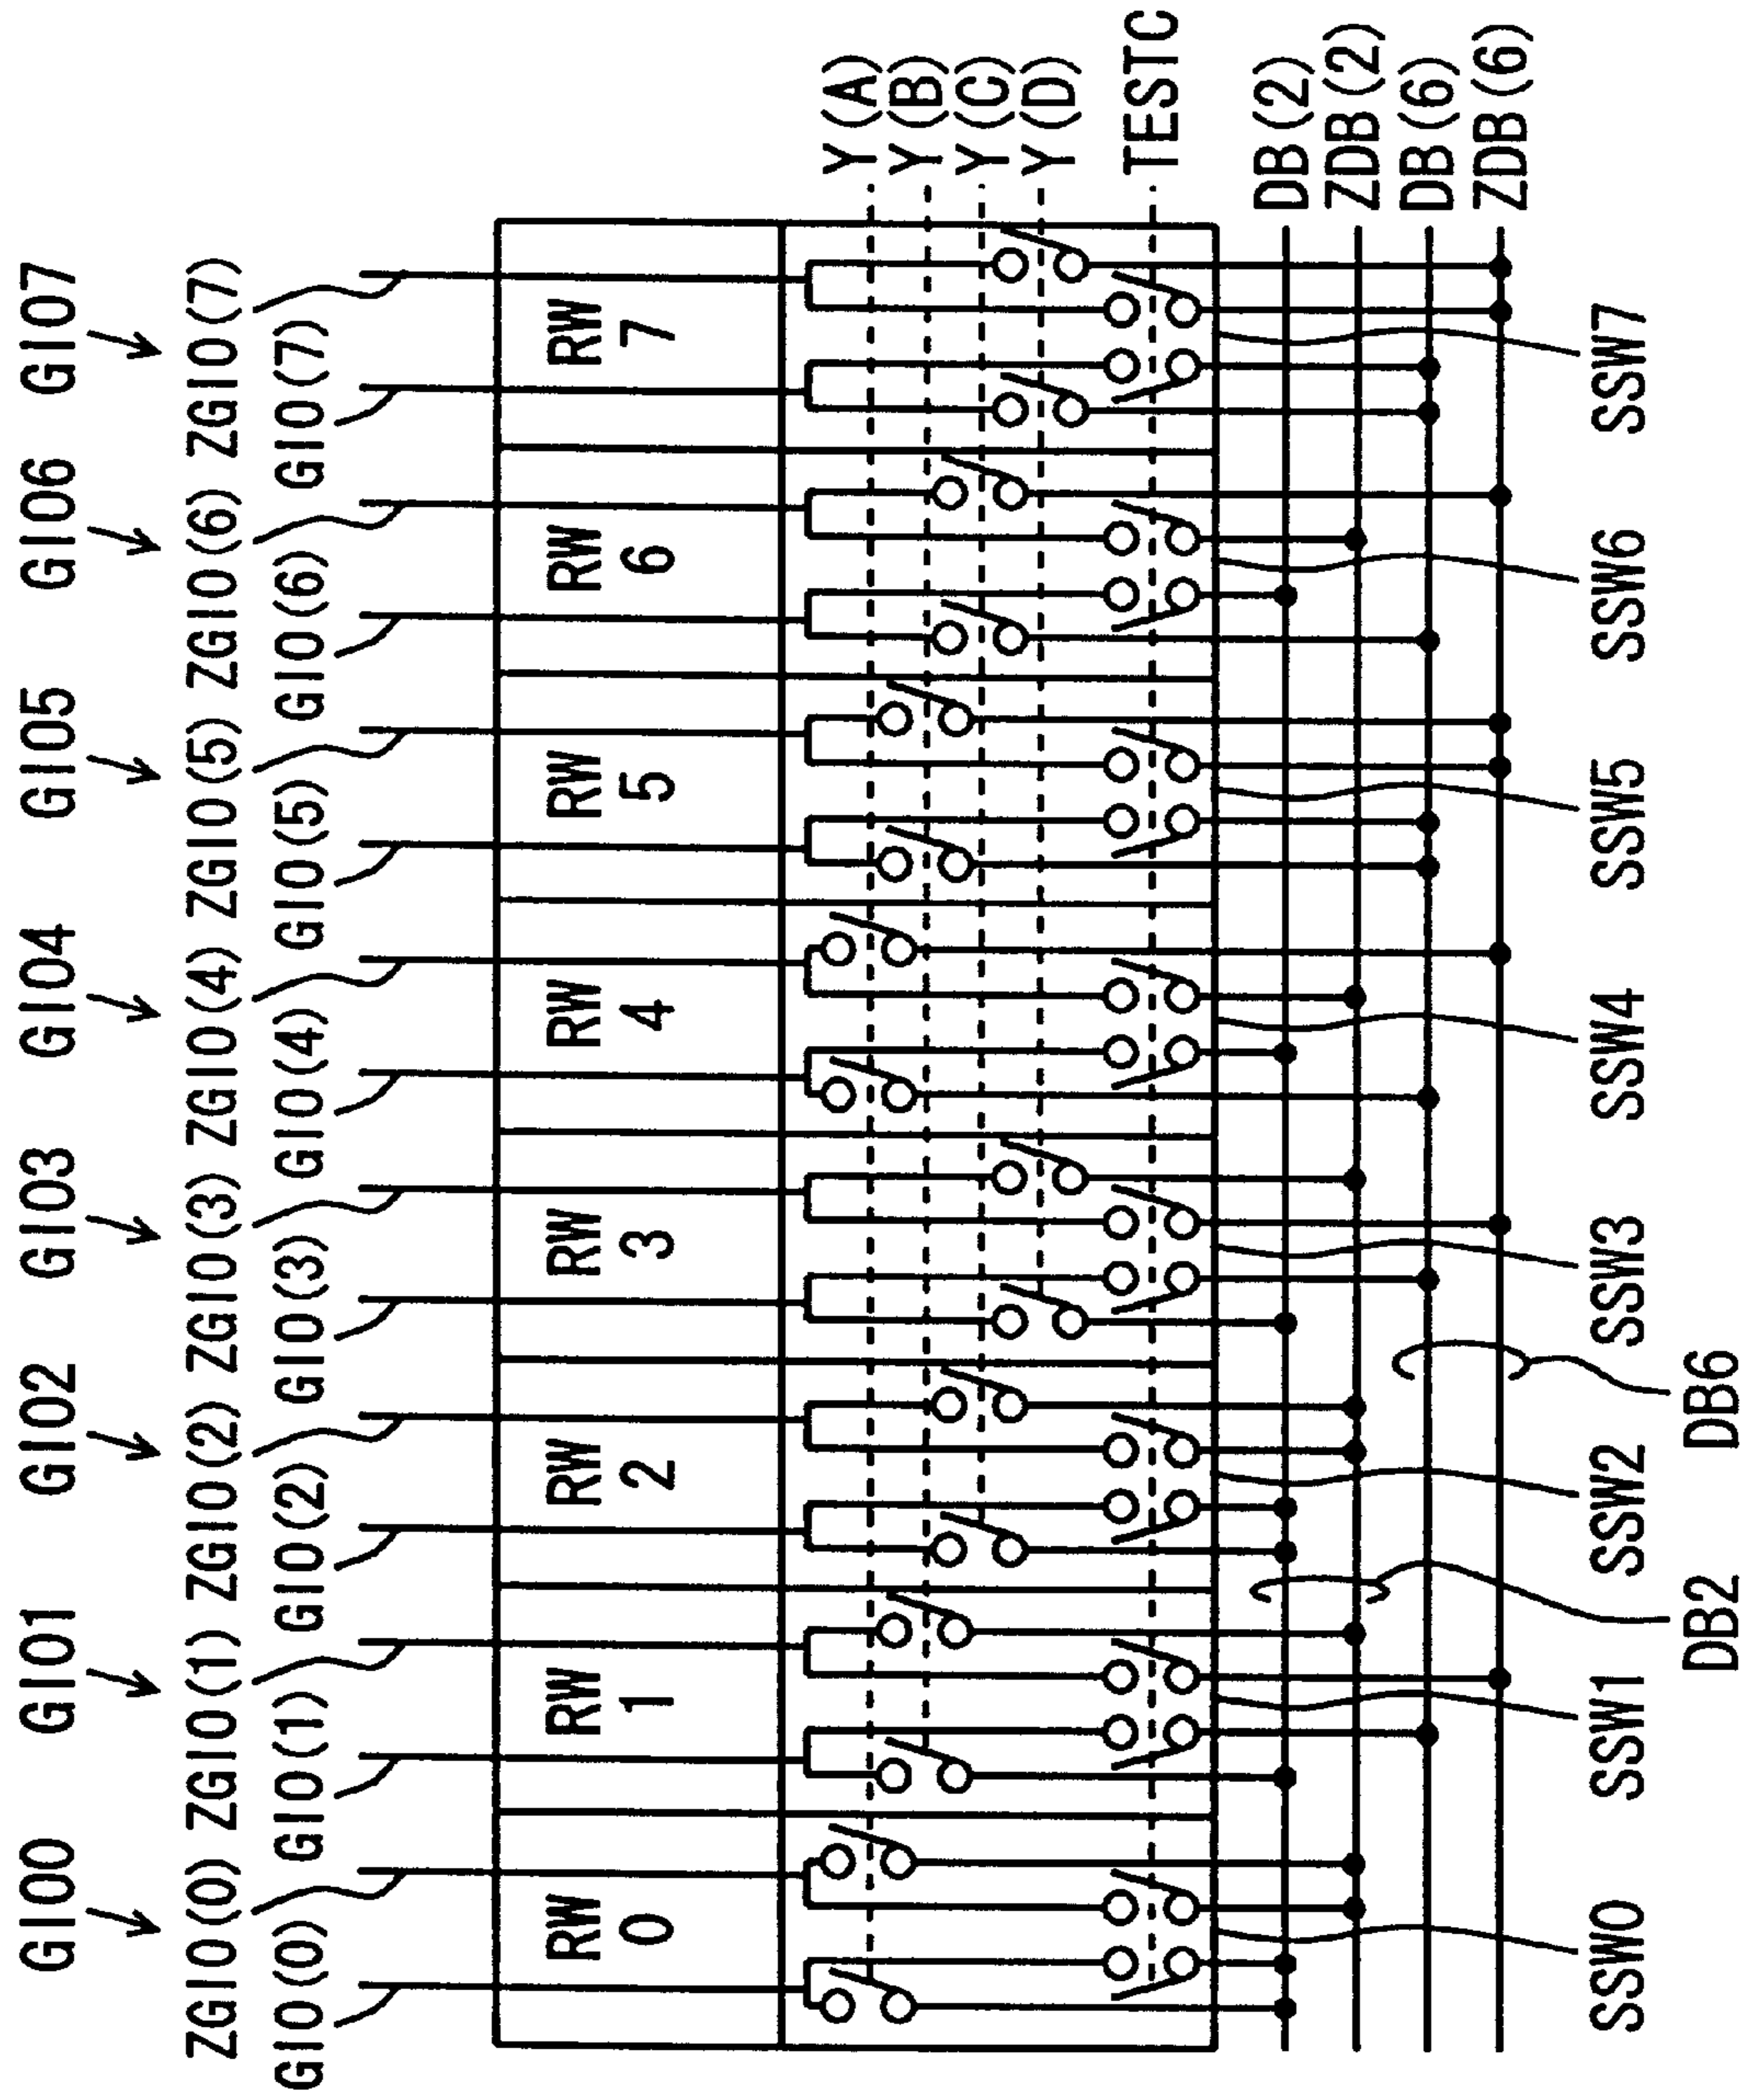 GIO0 GIO1 GIO2 GIO3 GIO4 GIO5 GIO6 GIO7
ZGIO(0) ZGIO(1) ZGIO(2) ZGIO(3) ZGIO(4) ZGIO(5) ZGIO(6) ZGIO(7)
GIO(0) GIO(1) GIO(2) GIO(3) GIO(4) GIO(5) GIO(6) GIO(7)
RW RW RW RW RW RW RW RW
0 1 2 3 4 5 6 7
Y(A)
Y(B)
Y(C)
Y(D)
TESTC
DB(2)
ZDB(2)
DB(6)
ZDB(6)
SSW0 SSW1 SSW2 SSW3 SSW4 SSW5 SSW6 SSW7
DB2 DB6